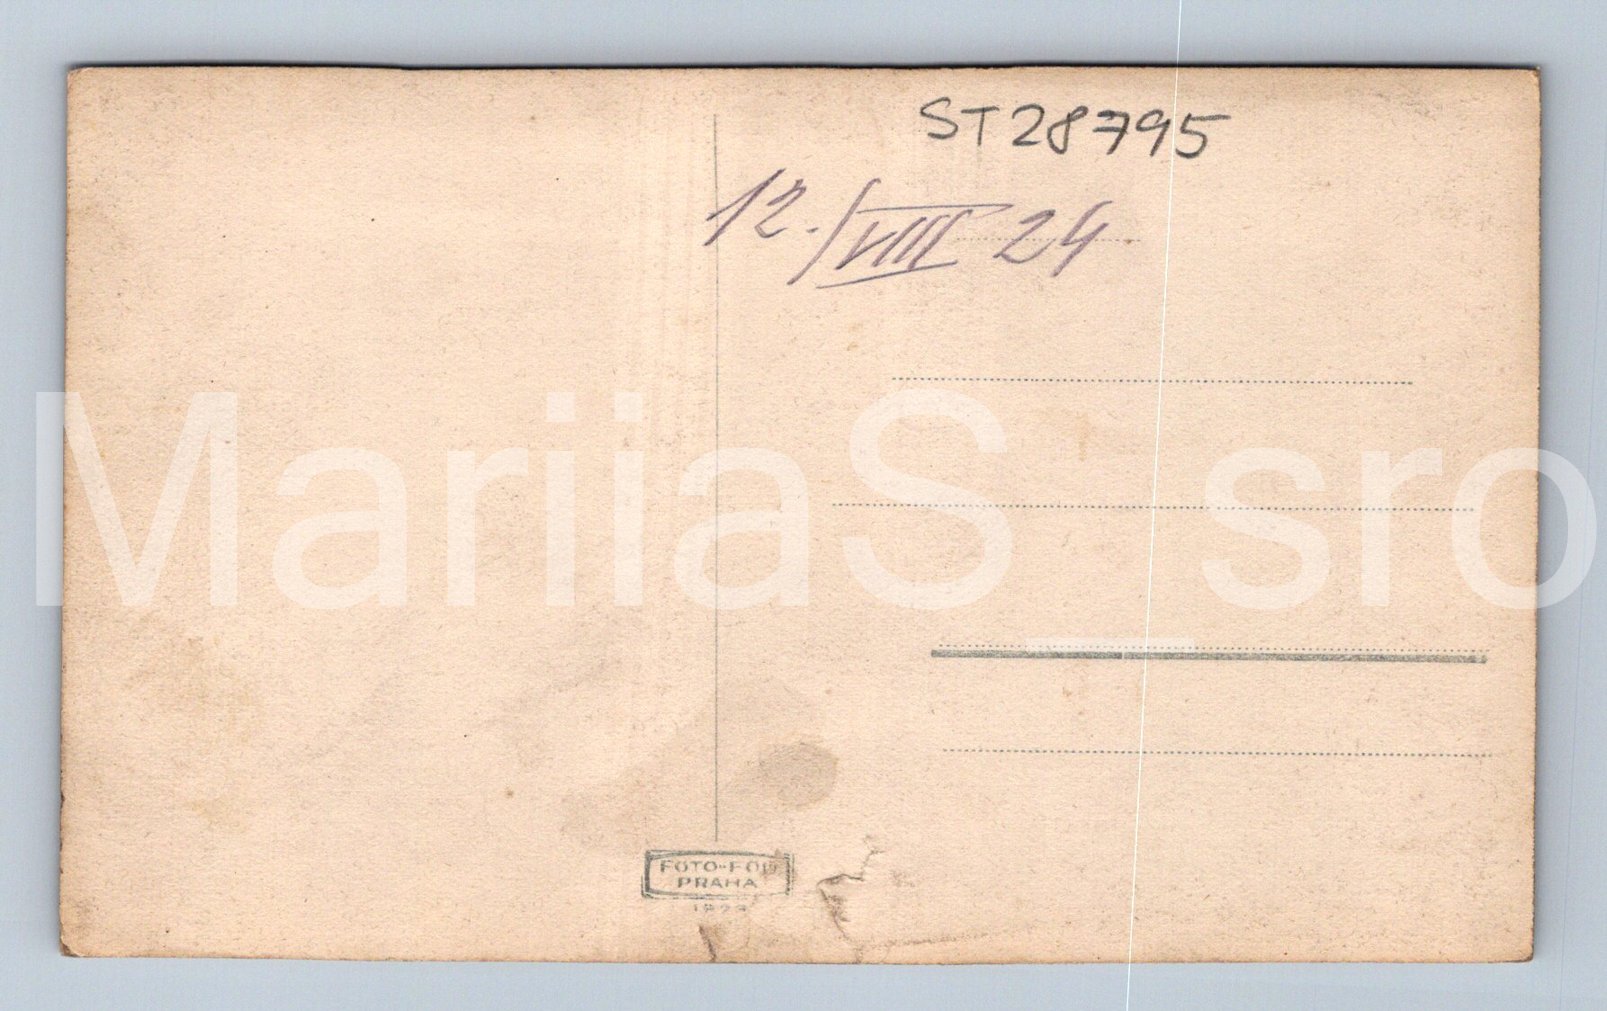 ST28795
12./VIII 24
MariiaS_sro
FOTO-FON
PRAHA